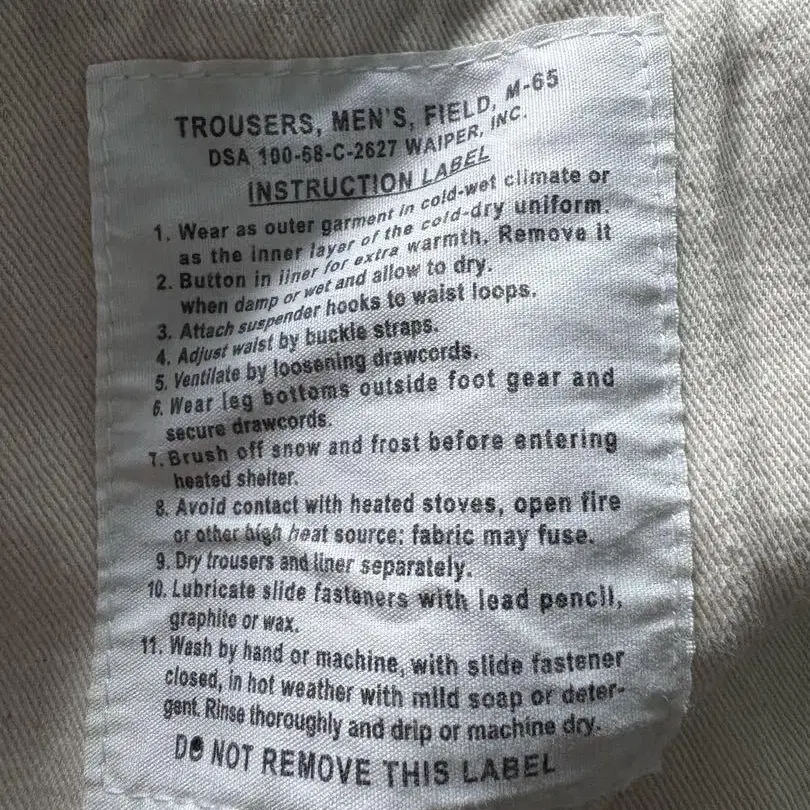 TROUSERS, MEN'S, FIELD, M-65
DSA 100-68-C-2627 WAIPER, INC.
INSTRUCTION LABEL
1. Wear as outer garment in cold-wet climate or
as the inner layer of the cold-dry uniform.
2. Button in liner for extra warmth. Remove it
when damp or wet and allow to dry.
3. Attach suspender hooks to waist loops.
4. Adjust waist by buckle straps.
5. Ventilate by loosening drawcords.
6. Wear leg bottoms outside foot gear and
secure drawcords.
7. Brush off snow and frost before entering
heated shelter.
8. Avoid contact with heated stoves, open fire
or other high heat source; fabric may fuse.
9. Dry trousers and liner separately.
10. Lubricate slide fasteners with lead pencil,
graphite or wax.
11. Wash by hand or machine, with slide fastener
closed, in hot weather with mild soap or deter-
gent. Rinse thoroughly and drip or machine dry.
DO NOT REMOVE THIS LABEL